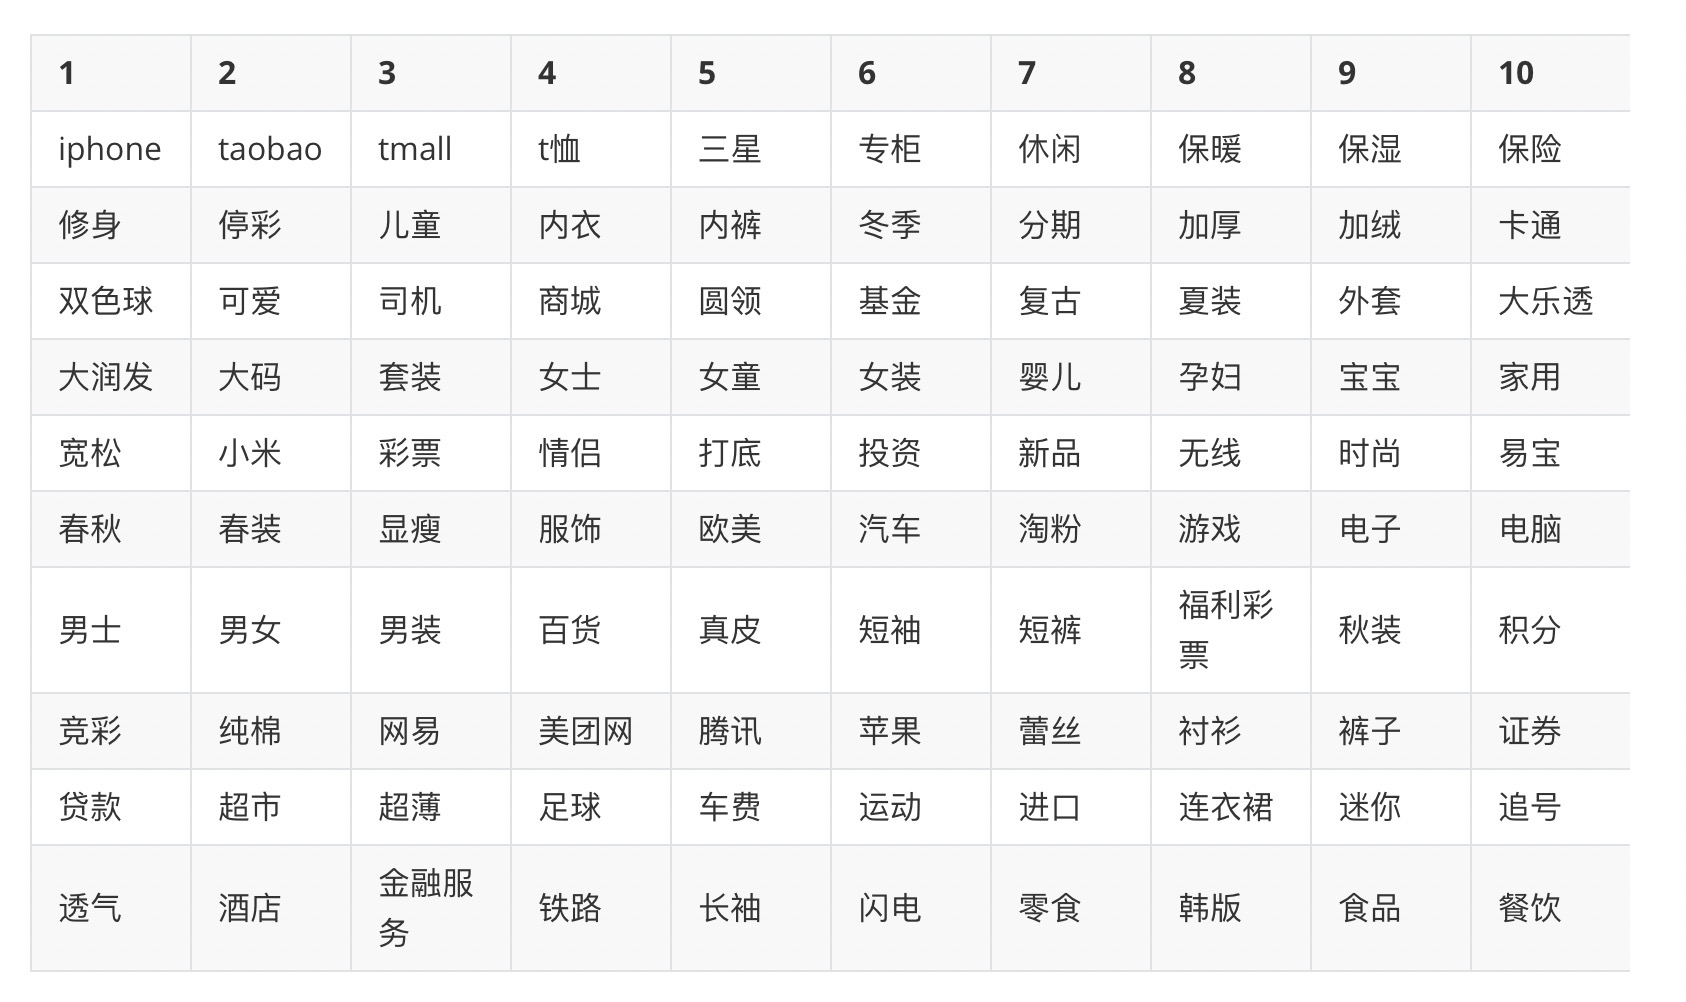 1 2 3 4 5 6 7 8 9 10
iphone taobao tmall t恤 三星 专柜 休闲 保暖 保湿 保险
修身 停彩 儿童 内衣 内裤 冬季 分期 加厚 加绒 卡通
双色球 可爱 司机 商城 圆领 基金 复古 夏装 外套 大乐透
大润发 大码 套装 女士 女童 女装 婴儿 孕妇 宝宝 家用
宽松 小米 彩票 情侣 打底 投资 新品 无线 时尚 易宝
春秋 春装 显瘦 服饰 欧美 汽车 淘粉 游戏 电子 电脑
男士 男女 男装 百货 真皮 短袖 短裤 福利彩票 秋装 积分
竞彩 纯棉 网易 美团网 腾讯 苹果 蕾丝 衬衫 裤子 证券
贷款 超市 超薄 足球 车费 运动 进口 连衣裙 迷你 追号
透气 酒店 金融服务 铁路 长袖 闪电 零食 韩版 食品 餐饮